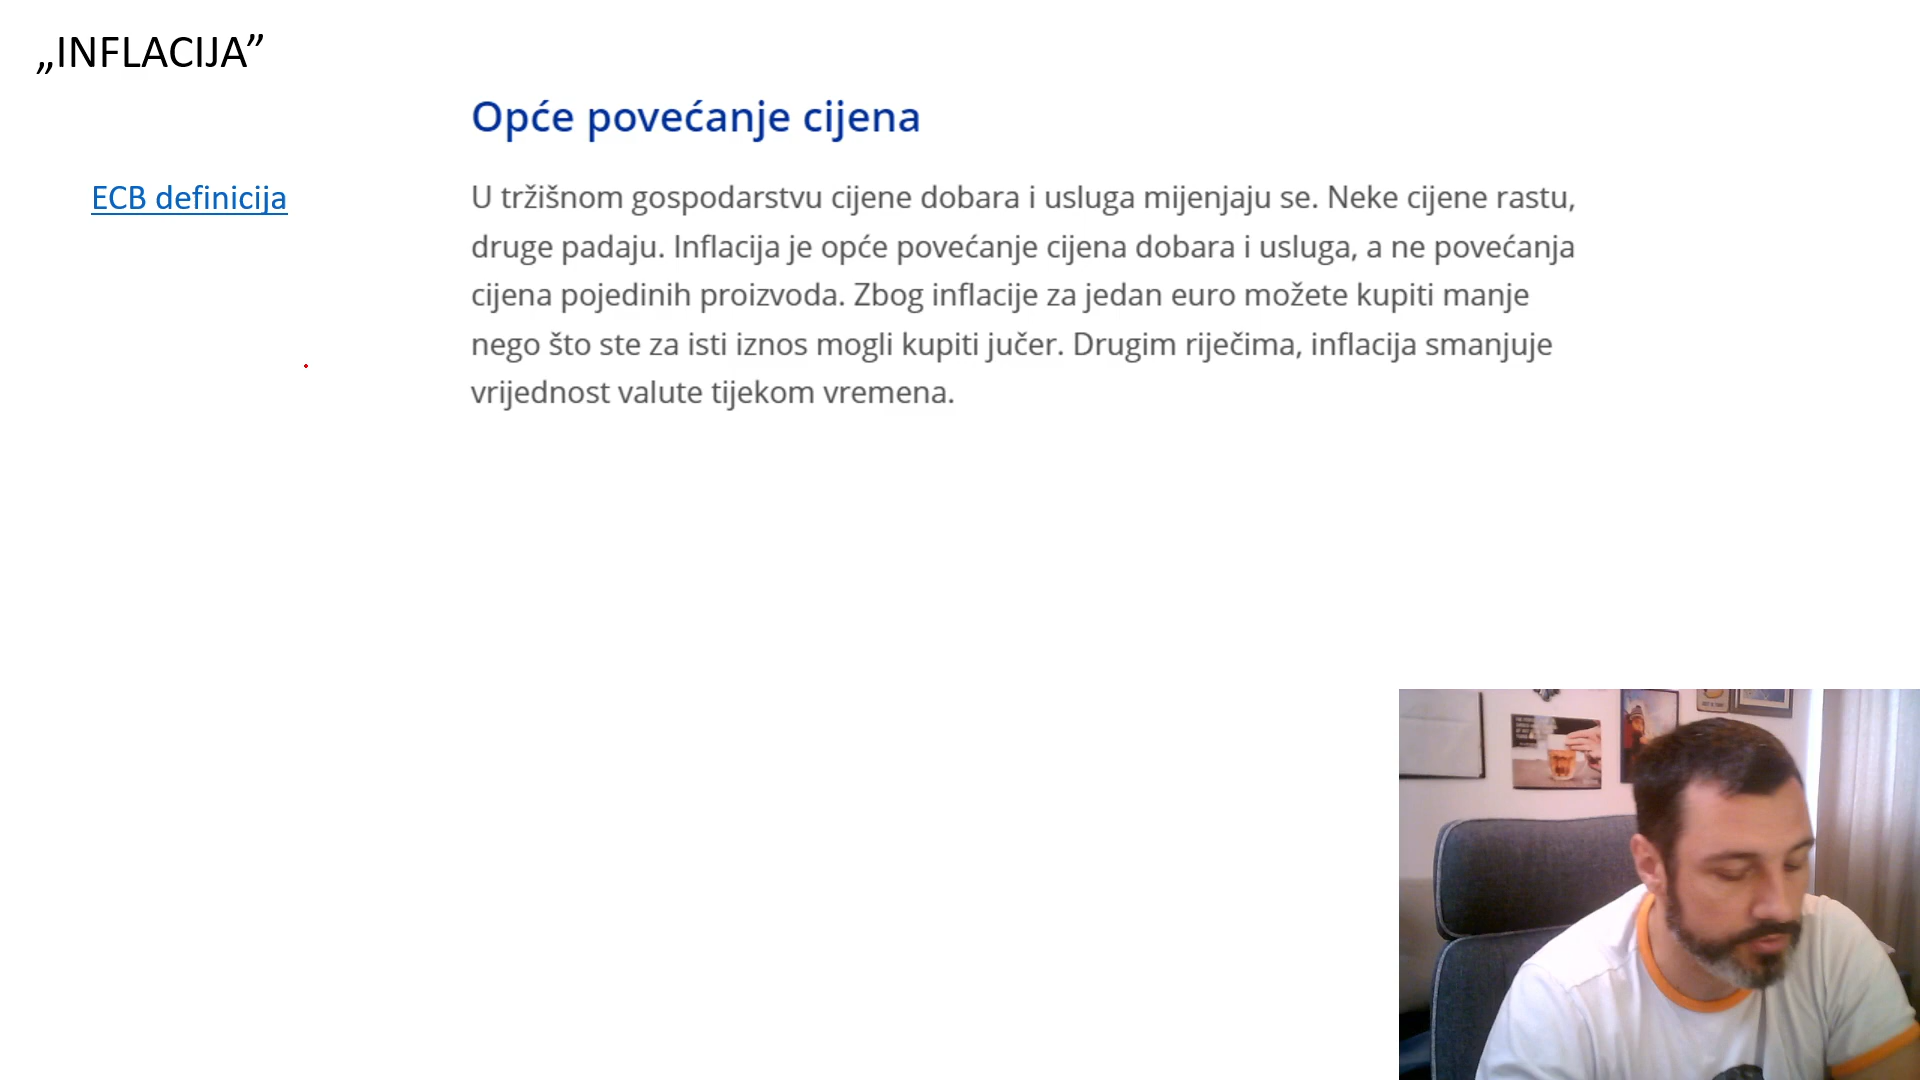 „INFLACIJA”
Opće povećanje cijena
ECB definicija
U tržišnom gospodarstvu cijene dobara i usluga mijenjaju se. Neke cijene rastu,
druge padaju. Inflacija je opće povećanje cijena dobara i usluga, a ne povećanja
cijena pojedinih proizvoda. Zbog inflacije za jedan euro možete kupiti manje
nego što ste za isti iznos mogli kupiti jučer. Drugim riječima, inflacija smanjuje
vrijednost valute tijekom vremena.